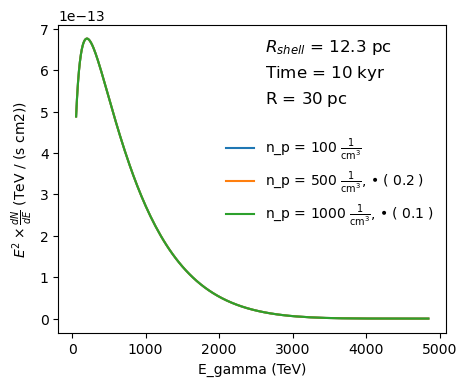 1e−13
7
6
5
4
3
2
1
0
E² × dN/dE (TeV / (s cm2))
R_shell = 12.3 pc
Time = 10 kyr
R = 30 pc
n_p = 100 1/cm³
n_p = 500 1/cm³, • ( 0.2 )
n_p = 1000 1/cm³, • ( 0.1 )
0 1000 2000 3000 4000 5000
E_gamma (TeV)